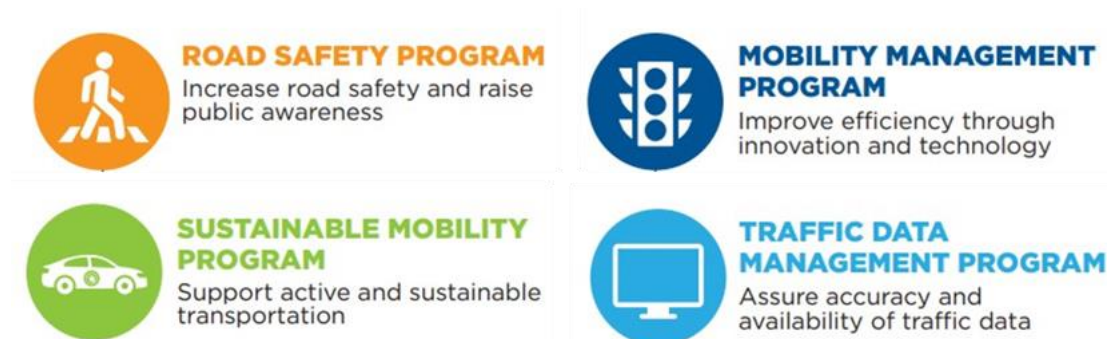 ROAD SAFETY PROGRAM
Increase road safety and raise
public awareness
MOBILITY MANAGEMENT
PROGRAM
Improve efficiency through
innovation and technology
SUSTAINABLE MOBILITY
PROGRAM
Support active and sustainable
transportation
TRAFFIC DATA
MANAGEMENT PROGRAM
Assure accuracy and
availability of traffic data